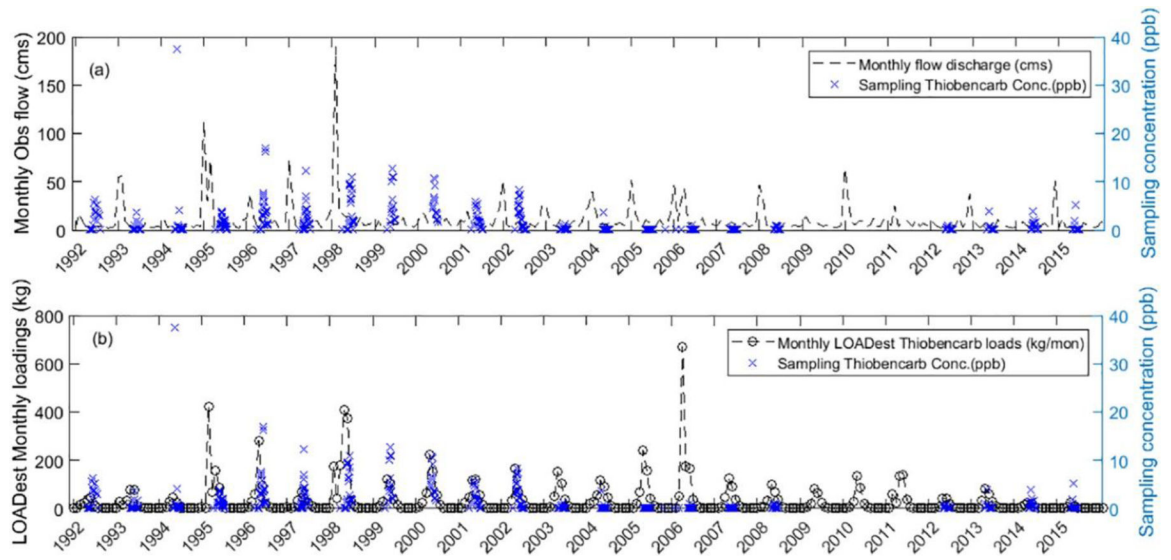 200
150
100
50
0
Monthly Obs flow (cms)
(a)
Monthly flow discharge (cms)
Sampling Thiobencarb Conc.(ppb)
40
30
20
10
0
Sampling concentration (ppb)
1992 1993 1994 1995 1996 1997 1998 1999 2000 2001 2002 2003 2004 2005 2006 2007 2008 2009 2010 2011 2012 2013 2014 2015
800
600
400
200
0
LOADest Monthly loadings (kg)
(b)
Monthly LOADest Thiobencarb loads (kg/mon)
Sampling Thiobencarb Conc.(ppb)
40
30
20
10
0
Sampling concentration (ppb)
1992 1993 1994 1995 1996 1997 1998 1999 2000 2001 2002 2003 2004 2005 2006 2007 2008 2009 2010 2011 2012 2013 2014 2015